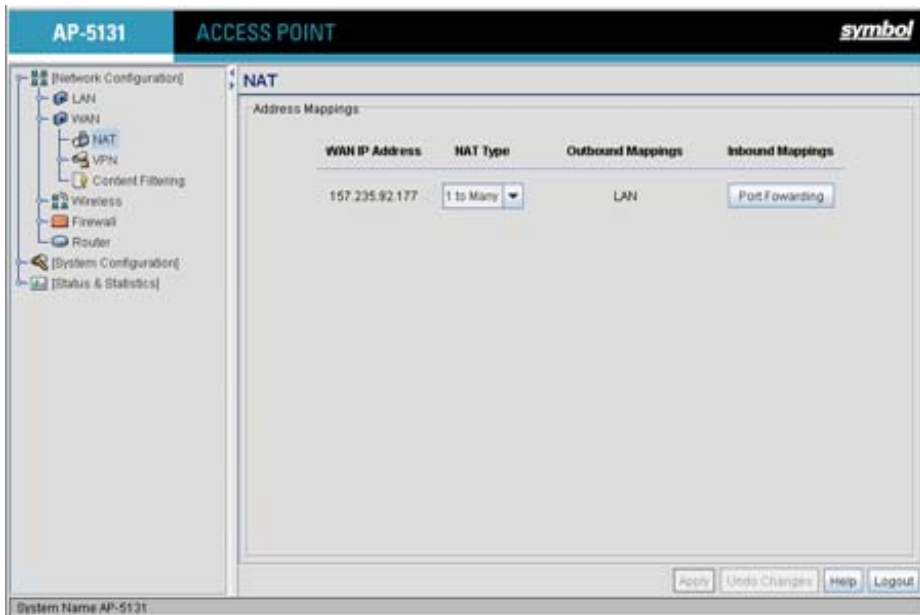 AP-5131 ACCESS POINT symbol
[Network Configuration]
LAN
WAN
NAT
VPN
Content Filtering
Wireless
Firewall
Router
[System Configuration]
[Status & Statistics]
NAT
Address Mappings
WAN IP Address NAT Type Outbound Mappings Inbound Mappings
157.235.92.177 1 to Many LAN Port Fowarding
Apply Undo Changes Help Logout
System Name AP-5131